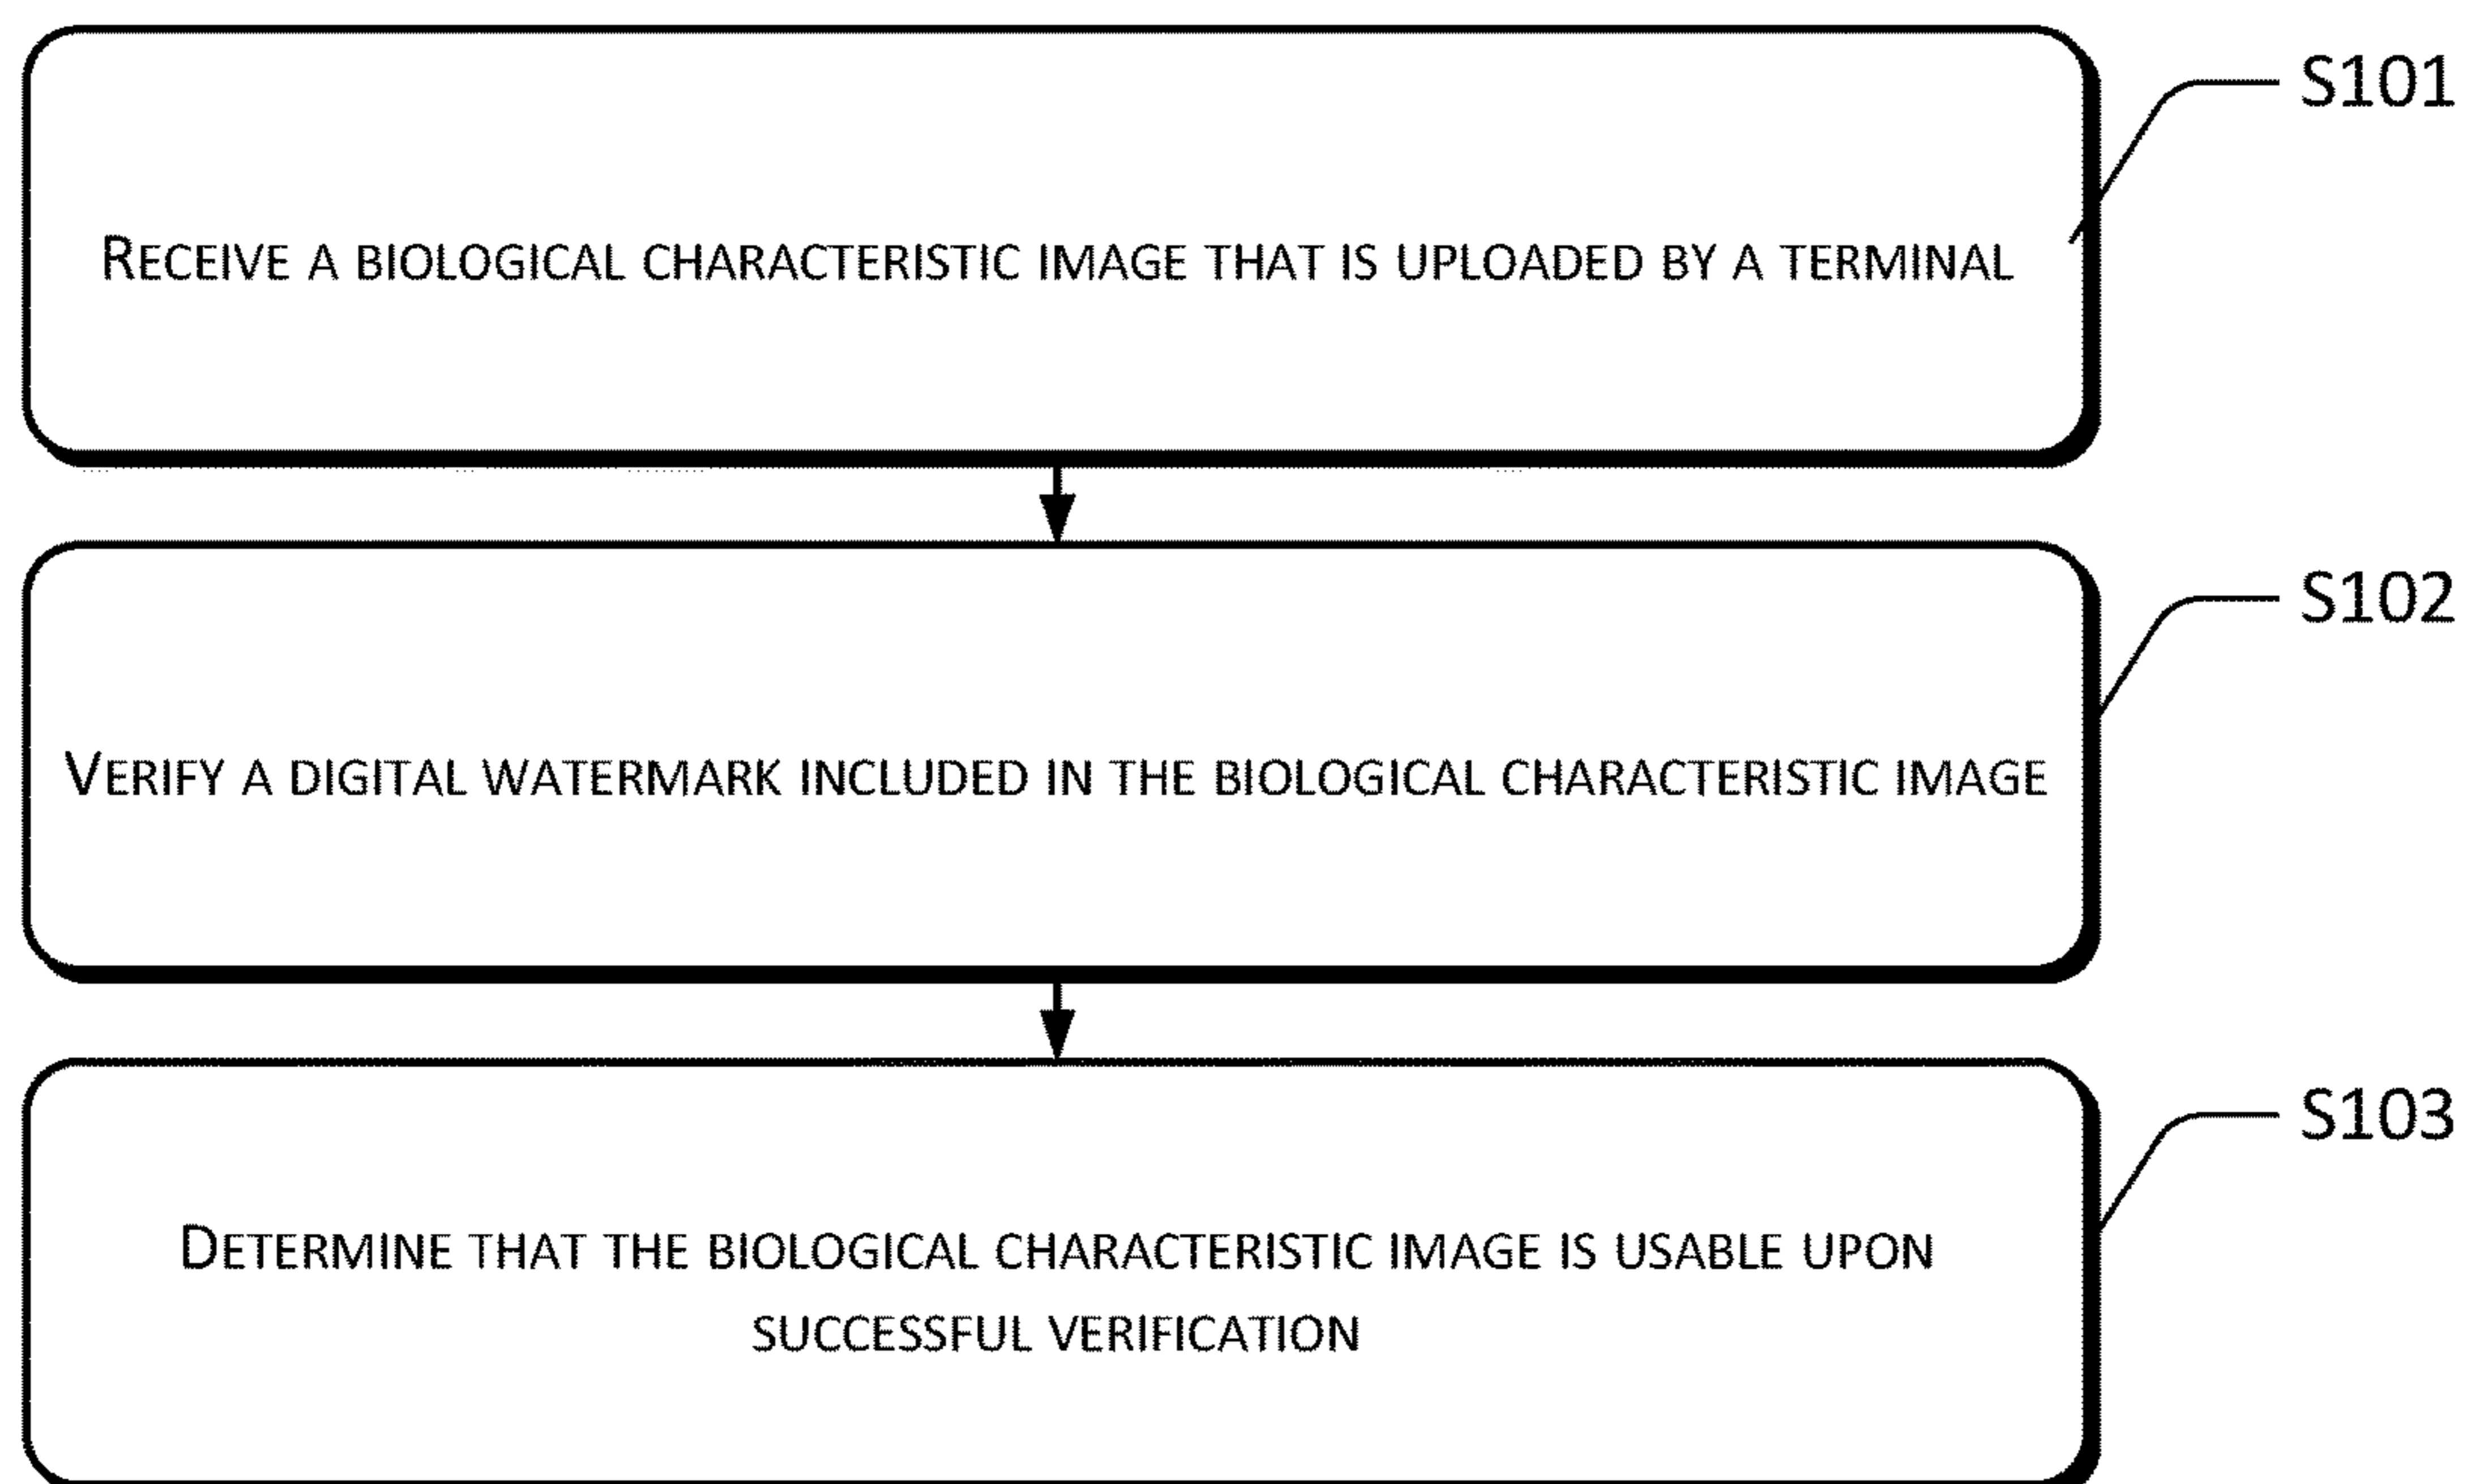 S101
RECEIVE A BIOLOGICAL CHARACTERISTIC IMAGE THAT IS UPLOADED BY A TERMINAL
S102
VERIFY A DIGITAL WATERMARK INCLUDED IN THE BIOLOGICAL CHARACTERISTIC IMAGE
S103
DETERMINE THAT THE BIOLOGICAL CHARACTERISTIC IMAGE IS USABLE UPON
SUCCESSFUL VERIFICATION